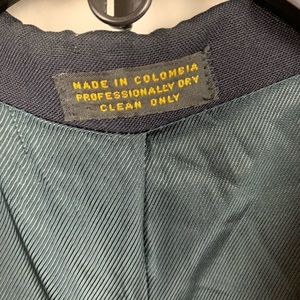 MADE IN COLOMBIA
PROFESSIONALLY DRY
CLEAN ONLY